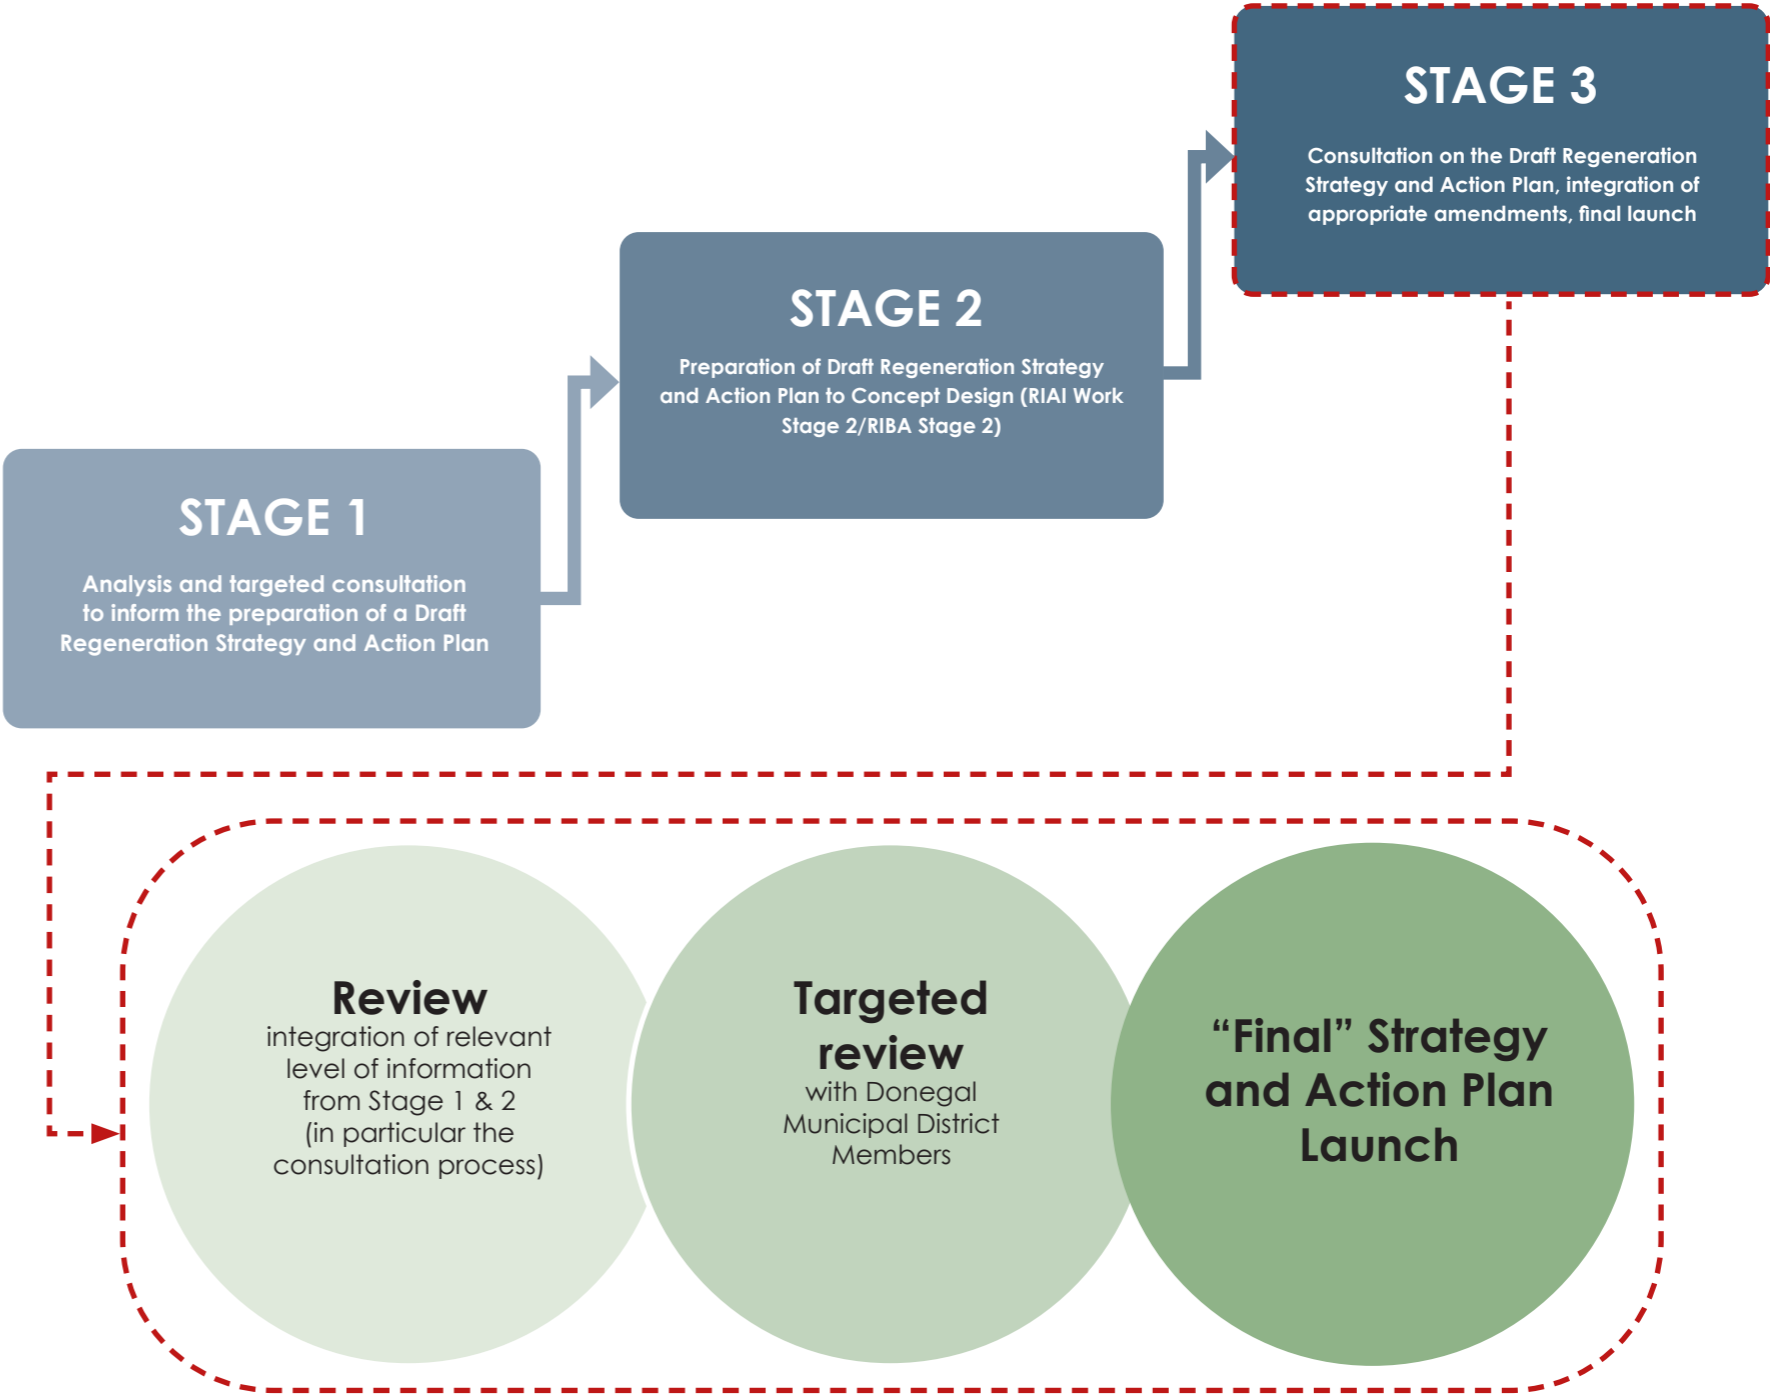 STAGE 3
Consultation on the Draft Regeneration
Strategy and Action Plan, integration of
appropriate amendments, final launch
STAGE 2
Preparation of Draft Regeneration Strategy
and Action Plan to Concept Design (RIAI Work
Stage 2/RIBA Stage 2)
STAGE 1
Analysis and targeted consultation
to inform the preparation of a Draft
Regeneration Strategy and Action Plan
Review
integration of relevant
level of information
from Stage 1 & 2
(in particular the
consultation process)
Targeted
review
with Donegal
Municipal District
Members
“Final” Strategy
and Action Plan
Launch